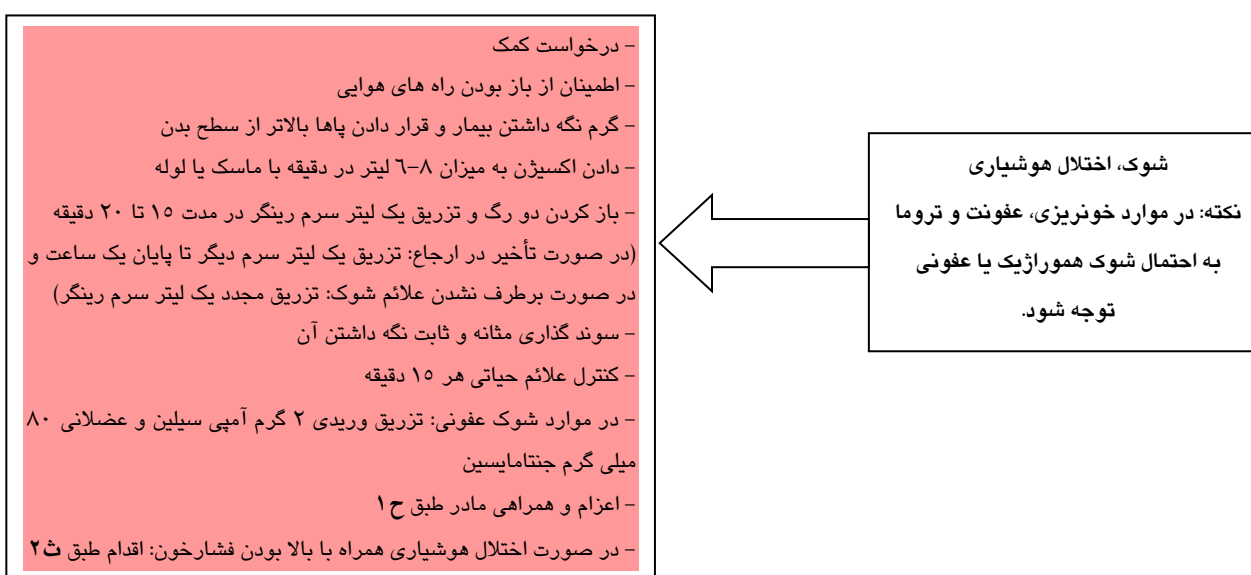 شوک، اختلال هوشیاری
نکته: در موارد خونریزی، عفونت و تروما
به احتمال شوک هموراژیک یا عفونی
توجه شود.
- درخواست کمک
- اطمینان از باز بودن راه های هوایی
- گرم نگه داشتن بیمار و قرار دادن پاها بالاتر از سطح بدن
- دادن اکسیژن به میزان ۸-۶ لیتر در دقیقه با ماسک یا لوله
- باز کردن دو رگ و تزریق یک لیتر سرم رینگر در مدت ۱۵ تا ۲۰ دقیقه
(در صورت تأخیر در ارجاع: تزریق یک لیتر سرم دیگر تا پایان یک ساعت و
در صورت برطرف نشدن علائم شوک: تزریق مجدد یک لیتر سرم رینگر)
- سوند گذاری مثانه و ثابت نگه داشتن آن
- کنترل علائم حیاتی هر ۱۵ دقیقه
- در موارد شوک عفونی: تزریق وریدی ۲ گرم آمپی سیلین و عضلانی ۸۰
میلی گرم جنتامایسین
- اعزام و همراهی مادر طبق ح۱
- در صورت اختلال هوشیاری همراه با بالا بودن فشارخون: اقدام طبق ث۲